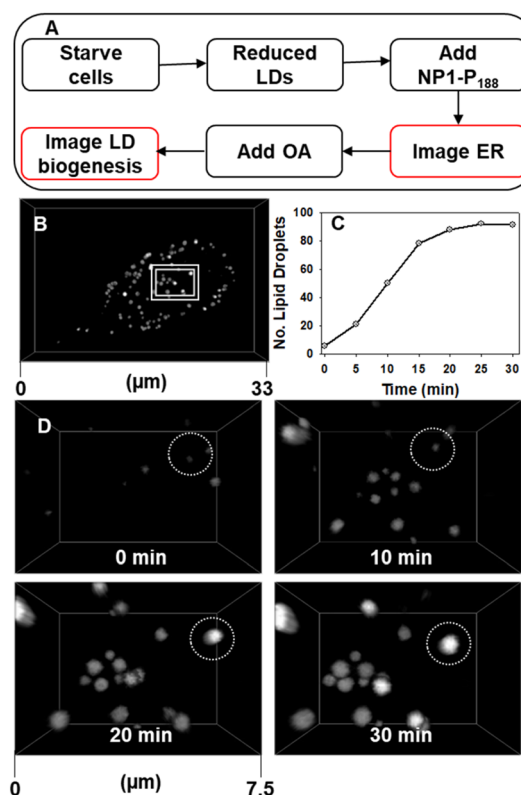 A
Starve
cells
Reduced
LDs
Add
NP1-P188
Image LD
biogenesis
Add OA
Image ER
B
0 (µm) 33
C
No. Lipid Droplets
100
80
60
40
20
0
0 5 10 15 20 25 30
Time (min)
D
0 min
10 min
20 min
30 min
0 (µm) 7.5